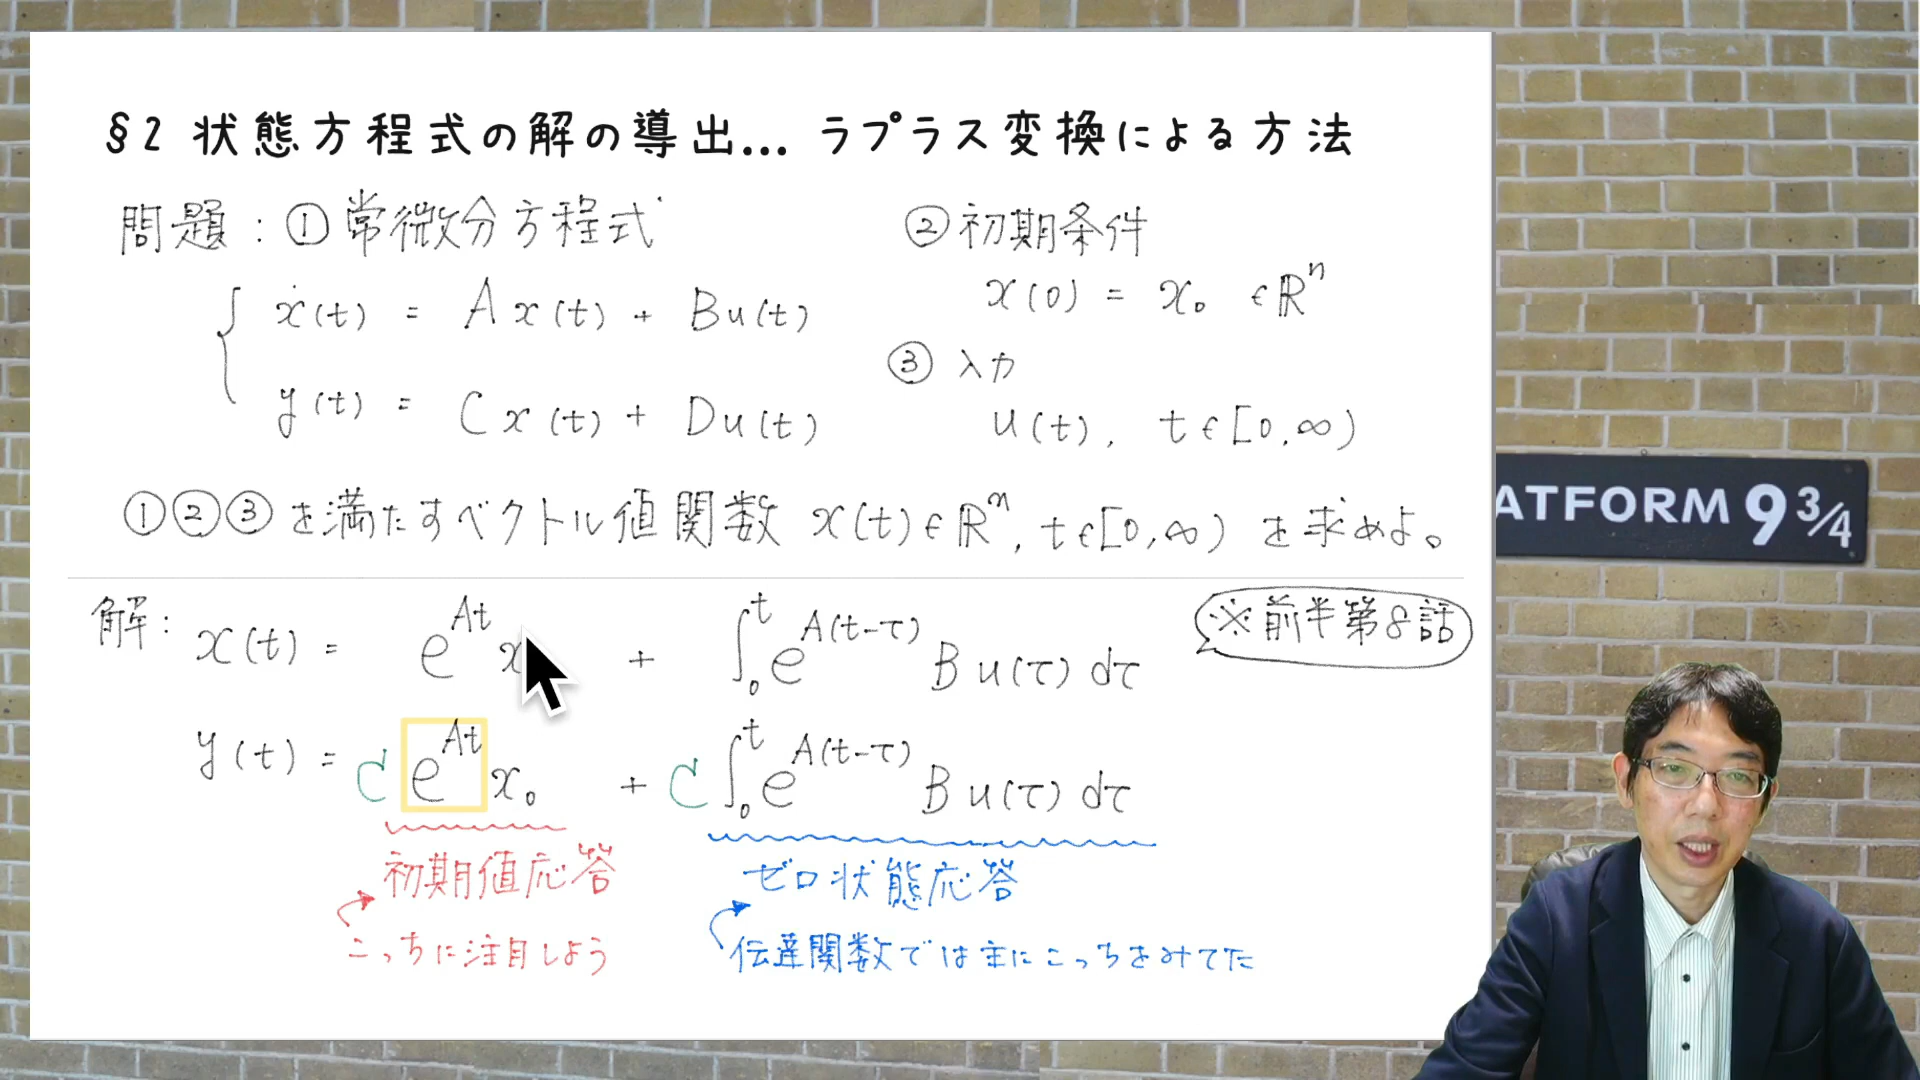 §2 状態方程式の解の導出... ラプラス変換による方法
問題：①常微分方程式
ẋ(t) = Ax(t) + Bu(t)
y(t) = Cx(t) + Du(t)
②初期条件
x(0) = x₀ ∈ℝⁿ
③ 入力
u(t), t∈[0,∞)
①②③を満たすベクトル値関数 x(t)∈ℝⁿ, t∈[0,∞) を求めよ。
解: x(t) = e^{At} x + ∫₀ᵗ e^{A(t-τ)} B u(τ) dτ
※前半第8話
y(t) = C e^{At} x₀ + C ∫₀ᵗ e^{A(t-τ)} B u(τ) dτ
初期値応答
こっちに注目しよう
ゼロ状態応答
伝達関数では主にこっちをみてた
ATFORM 9 3/4